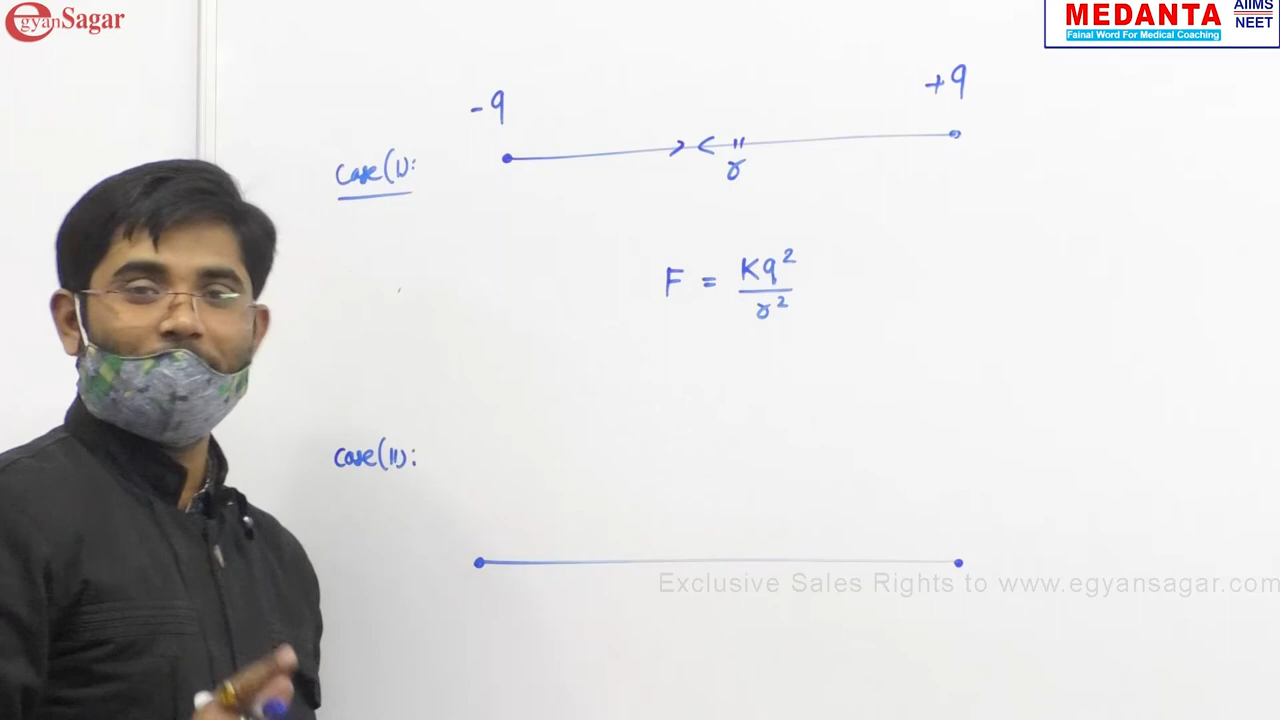 egyanSagar
MEDANTA
Fainal Word For Medical Coaching
AIIMS
NEET
-q
+q
Case(I):
r
F = Kq²/r²
Case(II):
Exclusive Sales Rights to www.egyansagar.com